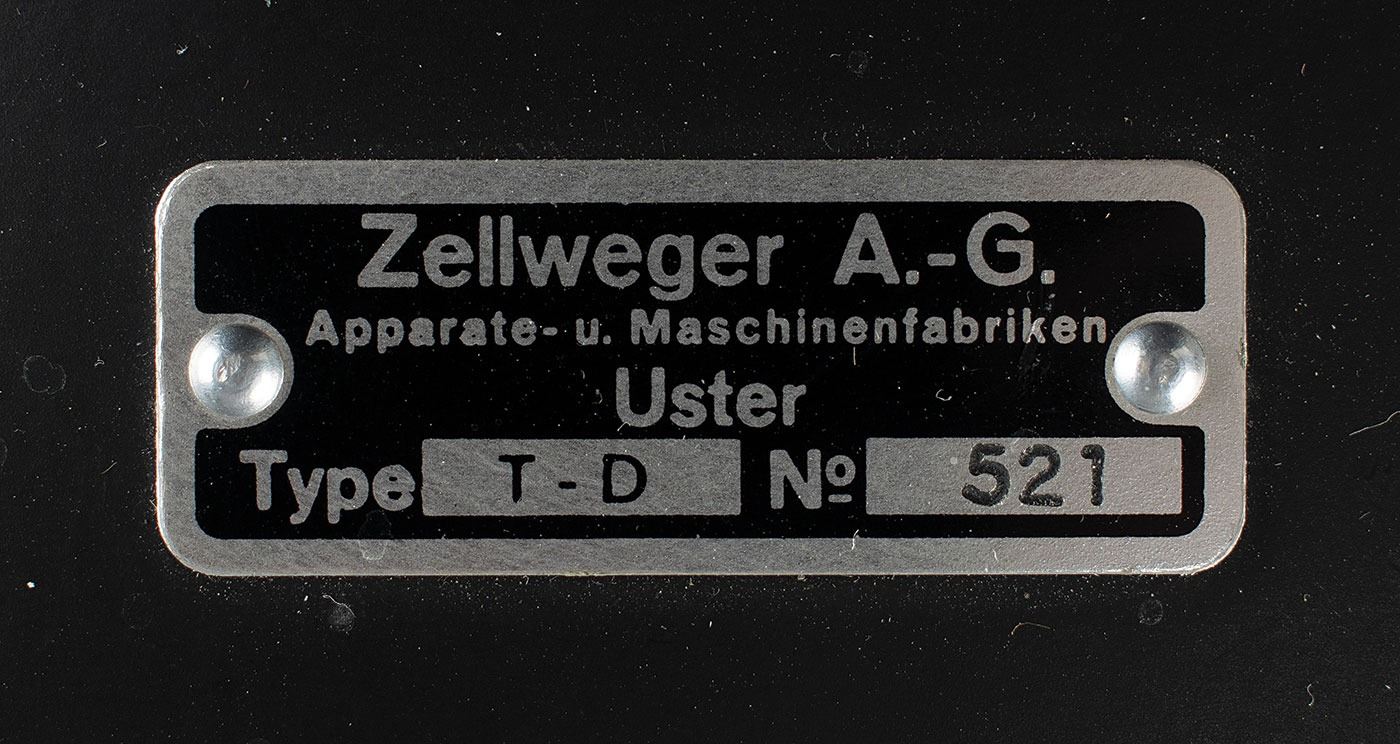 Zellweger A.-G.
Apparate- u. Maschinenfabriken
Uster
Type T-D № 521